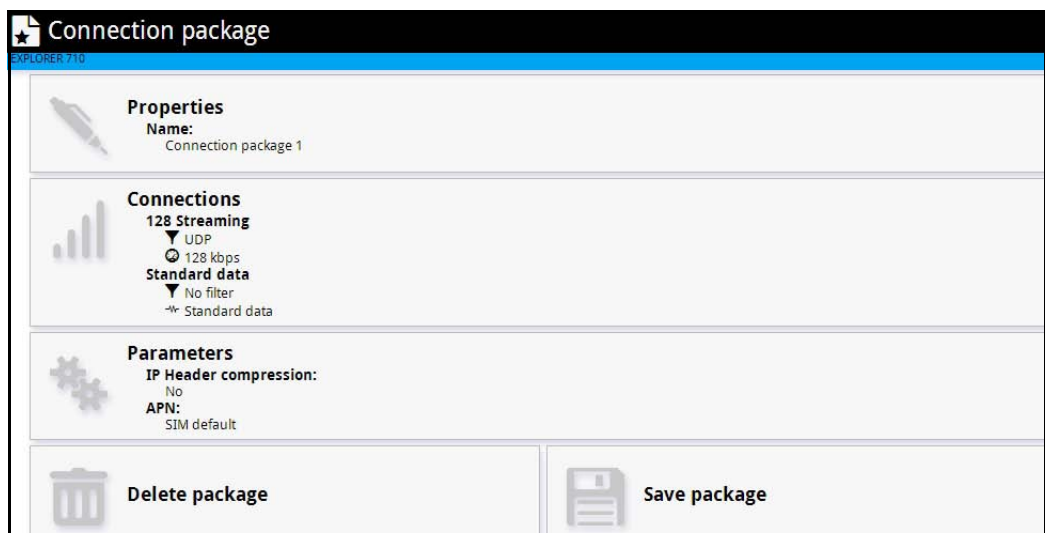 Connection package
EXPLORER 710
Properties
Name:
Connection package 1
Connections
128 Streaming
UDP
128 kbps
Standard data
No filter
Standard data
Parameters
IP Header compression:
No
APN:
SIM default
Delete package
Save package